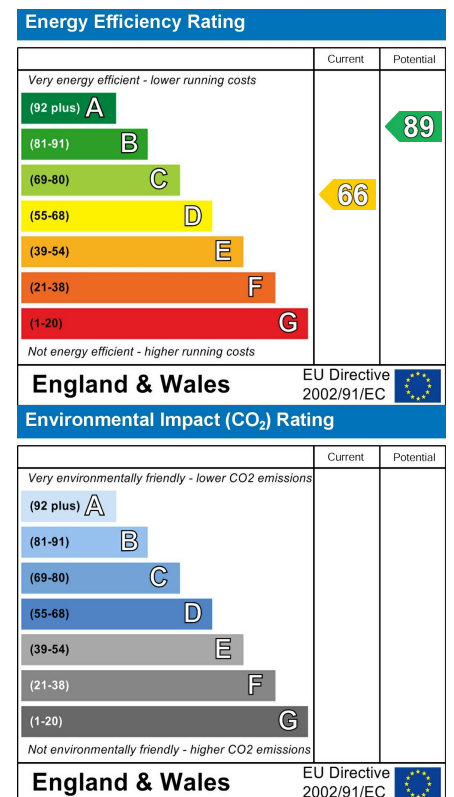 Energy Efficiency Rating
Current Potential
Very energy efficient - lower running costs
(92 plus) A
(81-91) B
(69-80) C
(55-68) D
(39-54) E
(21-38) F
(1-20) G
89
66
Not energy efficient - higher running costs
England & Wales
EU Directive
2002/91/EC
Environmental Impact (CO₂) Rating
Current Potential
Very environmentally friendly - lower CO2 emissions
(92 plus) A
(81-91) B
(69-80) C
(55-68) D
(39-54) E
(21-38) F
(1-20) G
Not environmentally friendly - higher CO2 emissions
England & Wales
EU Directive
2002/91/EC